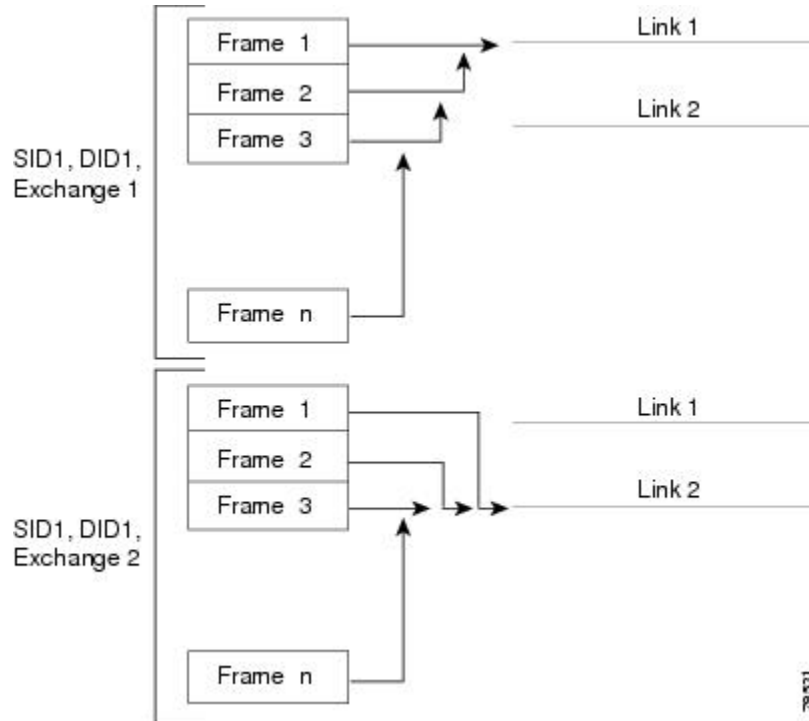 Frame 1
Link 1
Frame 2
Link 2
Frame 3
SID1, DID1,
Exchange 1
Frame n
Frame 1
Link 1
Frame 2
Link 2
Frame 3
SID1, DID1,
Exchange 2
Frame n